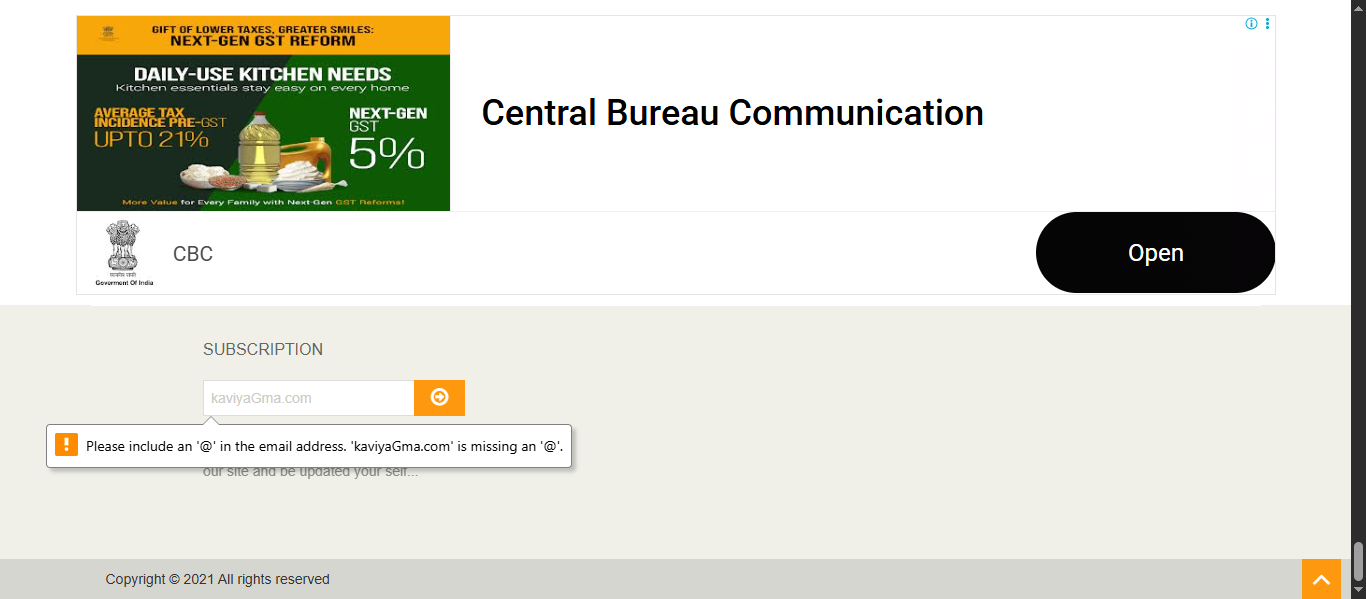 GIFT OF LOWER TAXES, GREATER SMILES:
NEXT-GEN GST REFORM
DAILY-USE KITCHEN NEEDS
Kitchen essentials stay easy on every home
AVERAGE TAX
INCIDENCE PRE-GST
UPTO 21%
NEXT-GEN
GST
5%
More Value for Every Family with Next-Gen GST Reforms!
Central Bureau Communication
सत्यमेव जयते
Goverment Of India
CBC
Open
SUBSCRIPTION
kaviyaGma.com
Please include an '@' in the email address. 'kaviyaGma.com' is missing an '@'.
our site and be updated your self...
Copyright © 2021 All rights reserved